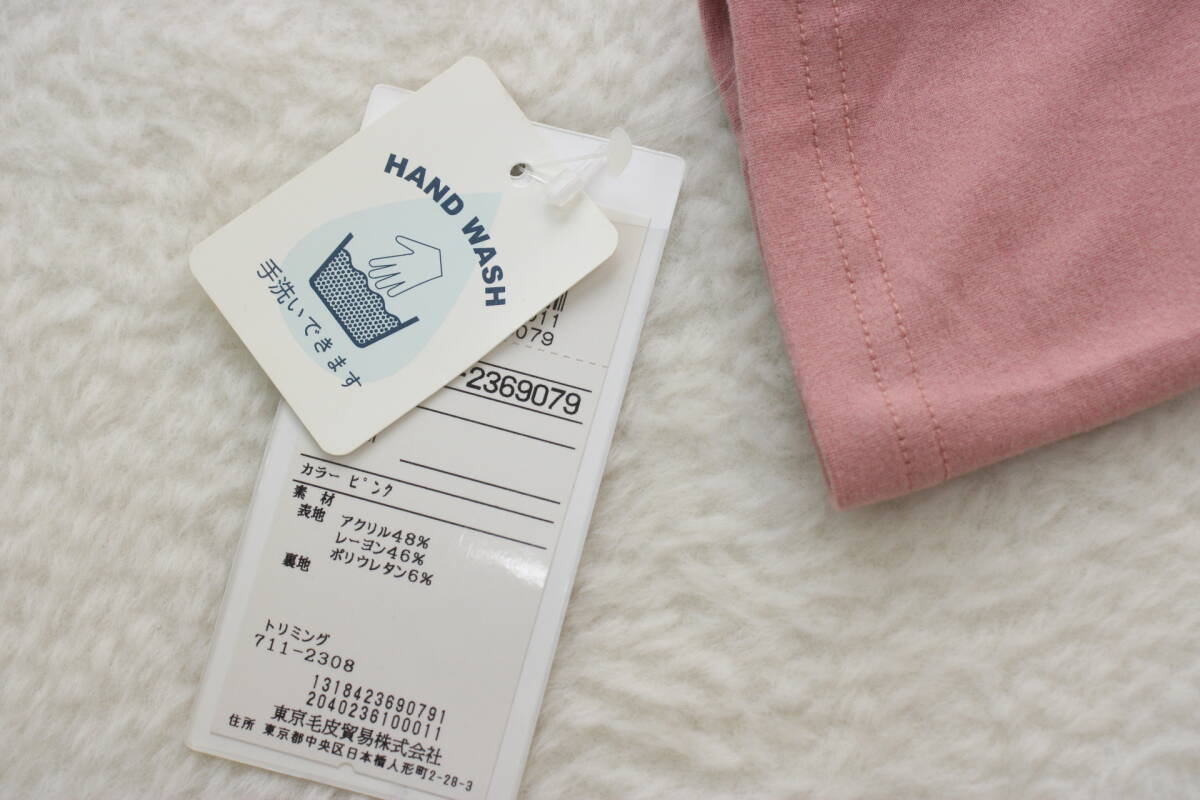 HAND WASH
手洗いできます
011
079
-2369079
カラー ピンク
素 材
表地 アクリル48%
レーヨン46%
ポリウレタン6%
裏地
トリミング
711-2308
1318423690791
2040236100011
東京毛皮貿易株式会社
住所 東京都中央区日本橋人形町2-28-3